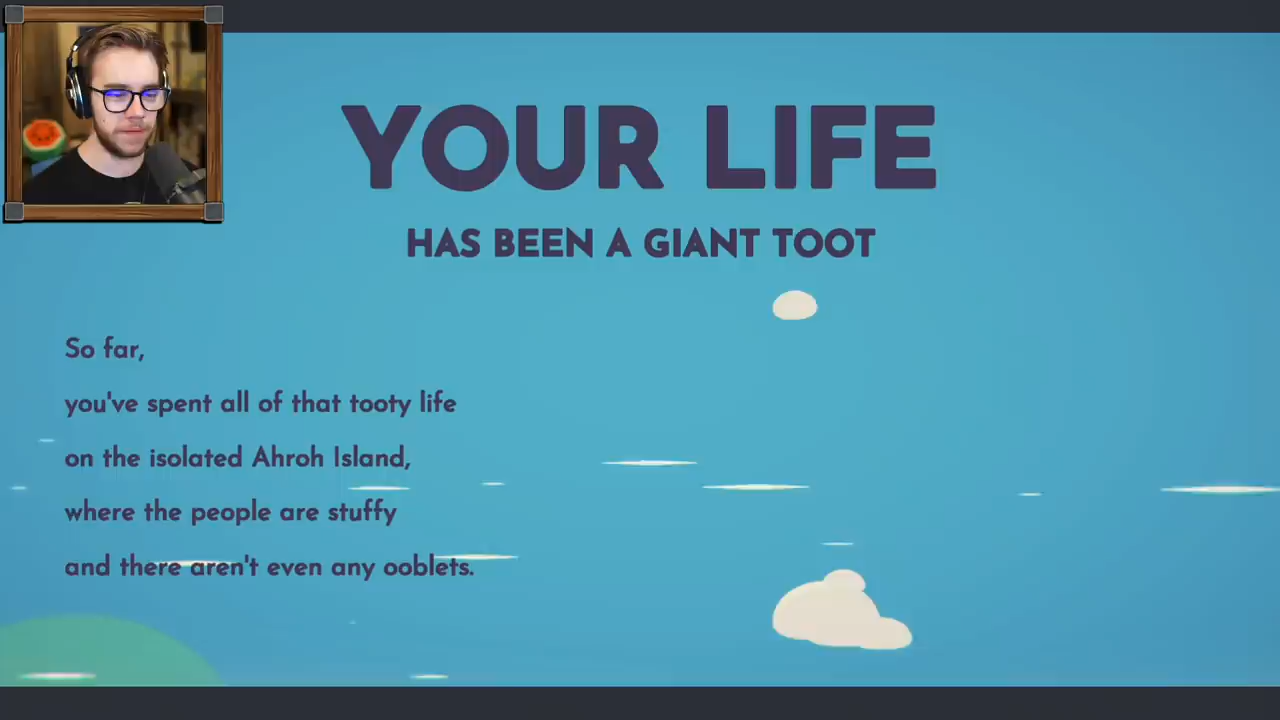 YOUR LIFE
HAS BEEN A GIANT TOOT
So far,
you've spent all of that tooty life
on the isolated Ahroh Island,
where the people are stuffy
and there aren't even any ooblets.